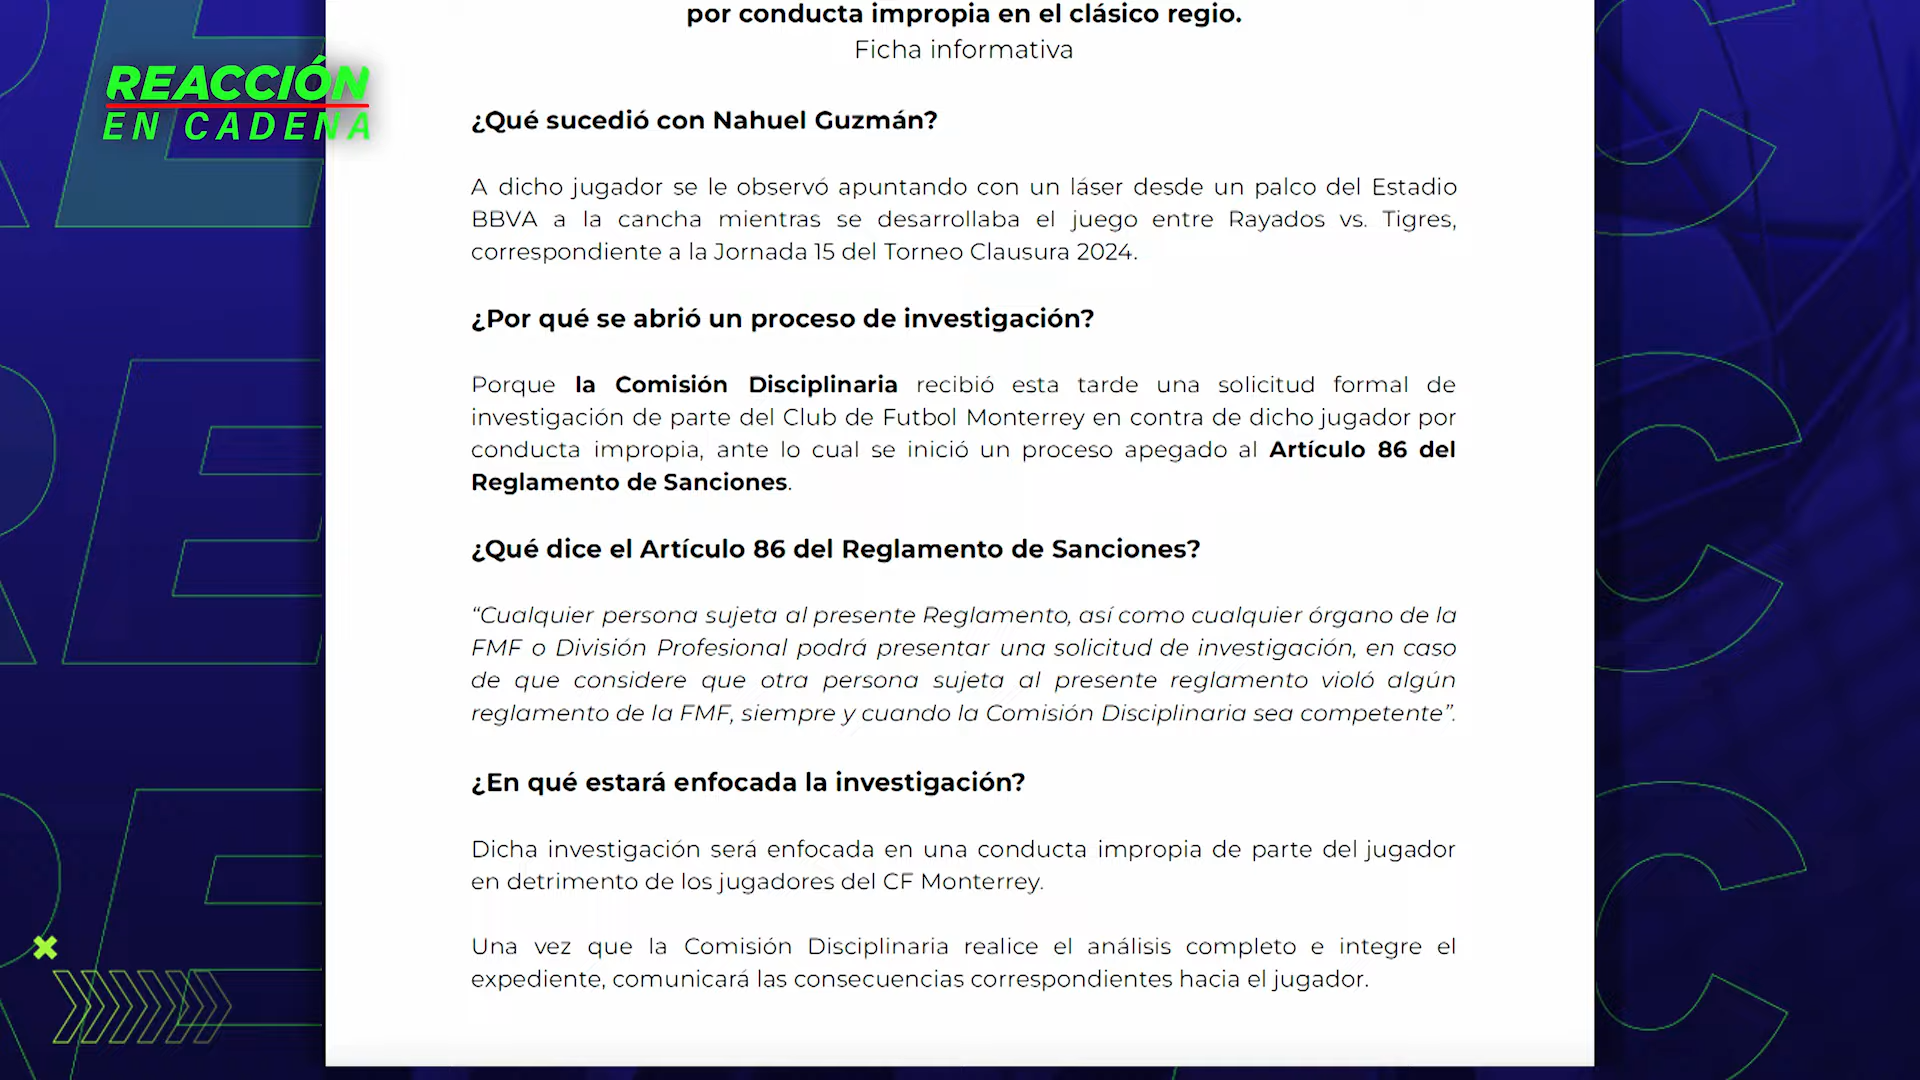 por conducta impropia en el clásico regio.
Ficha informativa
REACCIÓN
EN CADENA
¿Qué sucedió con Nahuel Guzmán?
A dicho jugador se le observó apuntando con un láser desde un palco del Estadio
BBVA a la cancha mientras se desarrollaba el juego entre Rayados vs. Tigres,
correspondiente a la Jornada 15 del Torneo Clausura 2024.
¿Por qué se abrió un proceso de investigación?
Porque la Comisión Disciplinaria recibió esta tarde una solicitud formal de
investigación de parte del Club de Futbol Monterrey en contra de dicho jugador por
conducta impropia, ante lo cual se inició un proceso apegado al Artículo 86 del
Reglamento de Sanciones.
¿Qué dice el Artículo 86 del Reglamento de Sanciones?
“Cualquier persona sujeta al presente Reglamento, así como cualquier órgano de la
FMF o División Profesional podrá presentar una solicitud de investigación, en caso
de que considere que otra persona sujeta al presente reglamento violó algún
reglamento de la FMF, siempre y cuando la Comisión Disciplinaria sea competente”.
¿En qué estará enfocada la investigación?
Dicha investigación será enfocada en una conducta impropia de parte del jugador
en detrimento de los jugadores del CF Monterrey.
Una vez que la Comisión Disciplinaria realice el análisis completo e integre el
expediente, comunicará las consecuencias correspondientes hacia el jugador.